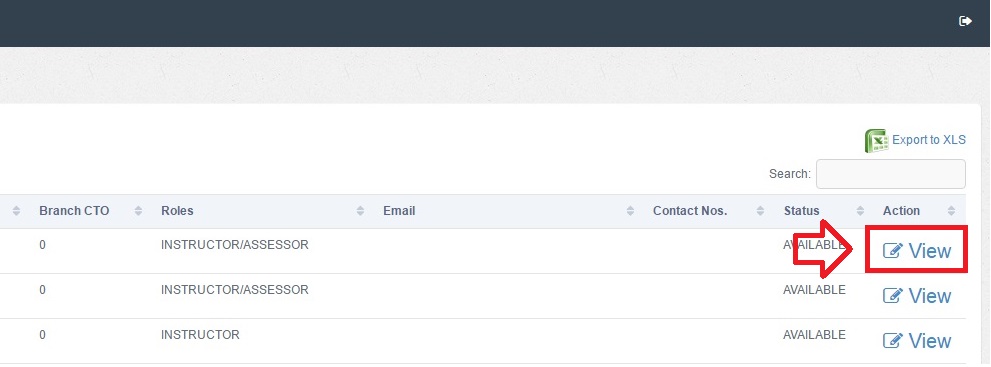 Export to XLS
Search:
Branch CTO Roles Email Contact Nos. Status Action
0 INSTRUCTOR/ASSESSOR AVAILABLE View
0 INSTRUCTOR/ASSESSOR AVAILABLE View
0 INSTRUCTOR AVAILABLE View